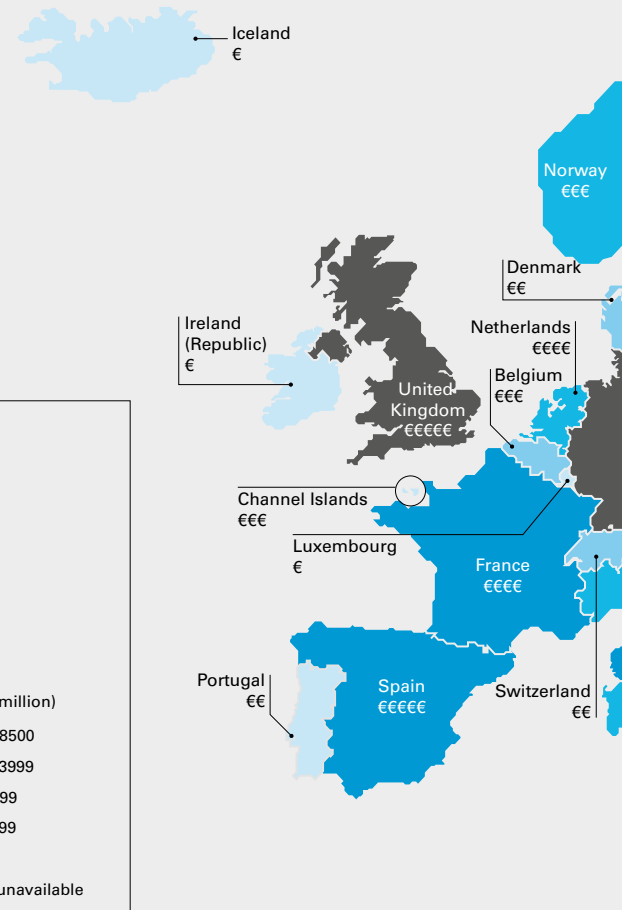 Iceland
€
Norway
€€€
Denmark
€€
Ireland
(Republic)
€
Netherlands
€€€€
Belgium
€€€
United
Kingdom
€€€€€
Channel Islands
€€€
Luxembourg
€
France
€€€€
Portugal
€€
Spain
€€€€€
Switzerland
€€
million)
8500
3999
99
99
unavailable